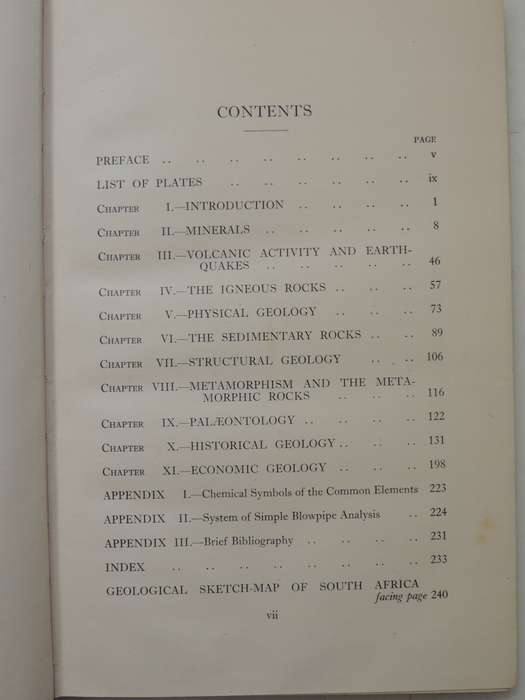 CONTENTS
PAGE
PREFACE .. .. .. .. .. .. .. .. v
LIST OF PLATES .. .. .. .. .. .. ix
CHAPTER I.—INTRODUCTION .. .. .. .. 1
CHAPTER II.—MINERALS .. .. .. .. .. 8
CHAPTER III.—VOLCANIC ACTIVITY AND EARTH-
QUAKES .. .. .. .. .. 46
CHAPTER IV.—THE IGNEOUS ROCKS .. .. .. 57
CHAPTER V.—PHYSICAL GEOLOGY .. .. .. 73
CHAPTER VI.—THE SEDIMENTARY ROCKS .. .. 89
CHAPTER VII.—STRUCTURAL GEOLOGY .. .. 106
CHAPTER VIII.—METAMORPHISM AND THE META-
MORPHIC ROCKS .. .. .. 116
CHAPTER IX.—PALÆONTOLOGY .. .. .. .. 122
CHAPTER X.—HISTORICAL GEOLOGY .. .. .. 131
CHAPTER XI.—ECONOMIC GEOLOGY .. .. .. 198
APPENDIX I.—Chemical Symbols of the Common Elements 223
APPENDIX II.—System of Simple Blowpipe Analysis .. 224
APPENDIX III.—Brief Bibliography .. .. .. .. 231
INDEX .. .. .. .. .. .. .. .. 233
GEOLOGICAL SKETCH-MAP OF SOUTH AFRICA
facing page 240
vii